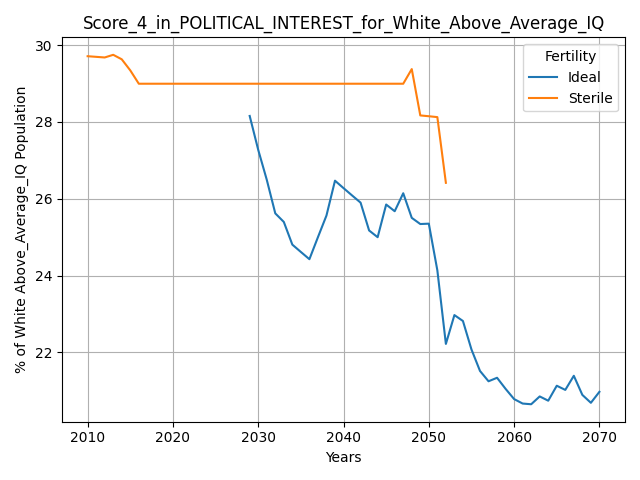 Score_4_in_POLITICAL_INTEREST_for_White_Above_Average_IQ
Fertility
Ideal
Sterile
% of White Above_Average_IQ Population
30
28
26
24
22
2010 2020 2030 2040 2050 2060 2070
Years